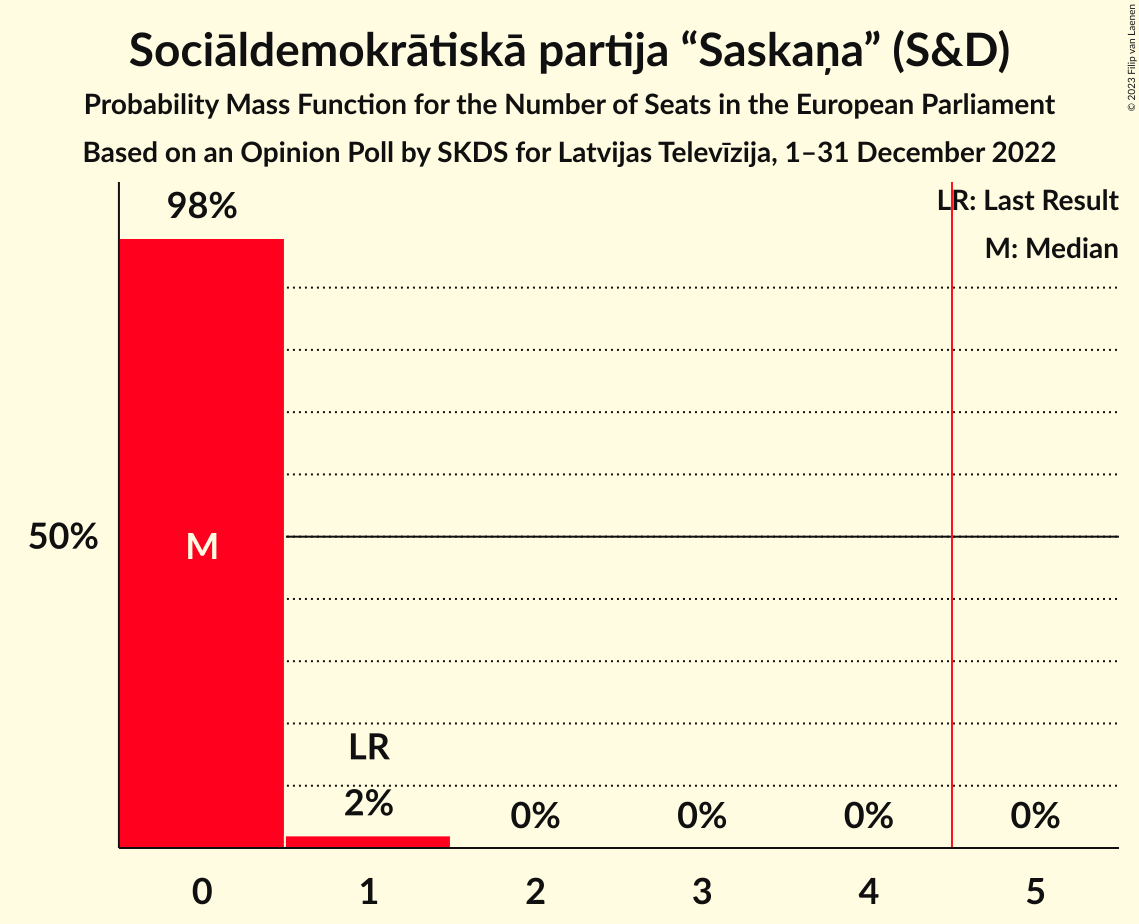 Sociāldemokrātiskā partija “Saskaņa” (S&D)
Probability Mass Function for the Number of Seats in the European Parliament
Based on an Opinion Poll by SKDS for Latvijas Televīzija, 1–31 December 2022
© 2023 Filip van Laenen
LR: Last Result
M: Median
98%
50%
M
LR
2%
0%
0%
0%
0%
0
1
2
3
4
5